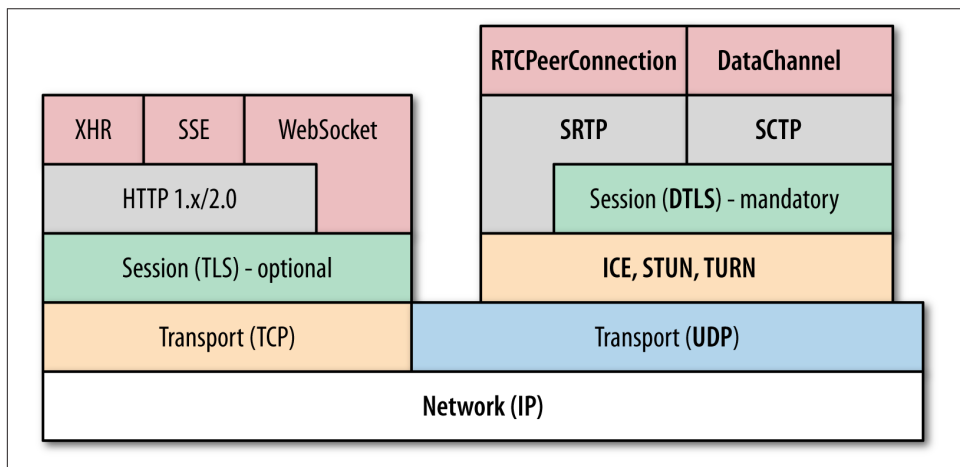 RTCPeerConnection
DataChannel
XHR
SSE
WebSocket
SRTP
SCTP
HTTP 1.x/2.0
Session (DTLS) - mandatory
Session (TLS) - optional
ICE, STUN, TURN
Transport (TCP)
Transport (UDP)
Network (IP)